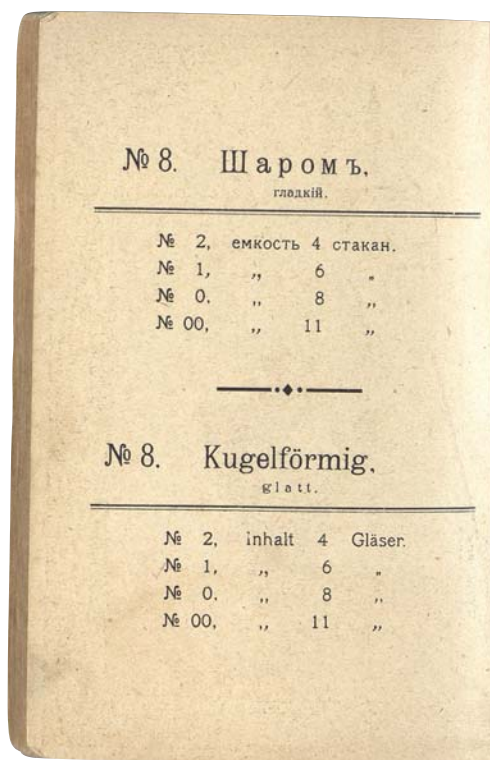 № 8. Шаромъ,
гладкій.
№ 2, емкость 4 стакан.
№ 1, „ 6 „
№ 0. „ 8 „
№ 00, „ 11 „
№ 8. Kugelförmig,
glatt.
№ 2, Inhalt 4 Gläser.
№ 1, „ 6 „
№ 0. „ 8 „
№ 00, „ 11 „